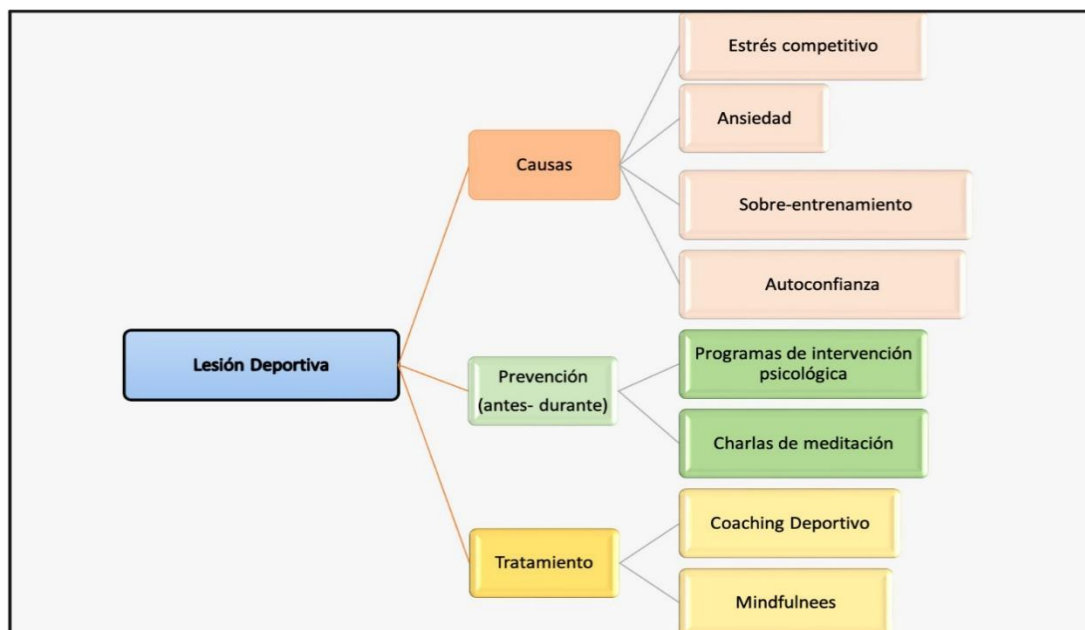 Lesión Deportiva
Causas
Estrés competitivo
Ansiedad
Sobre-entrenamiento
Autoconfianza
Prevención
(antes- durante)
Programas de intervención
psicológica
Charlas de meditación
Tratamiento
Coaching Deportivo
Mindfulnees